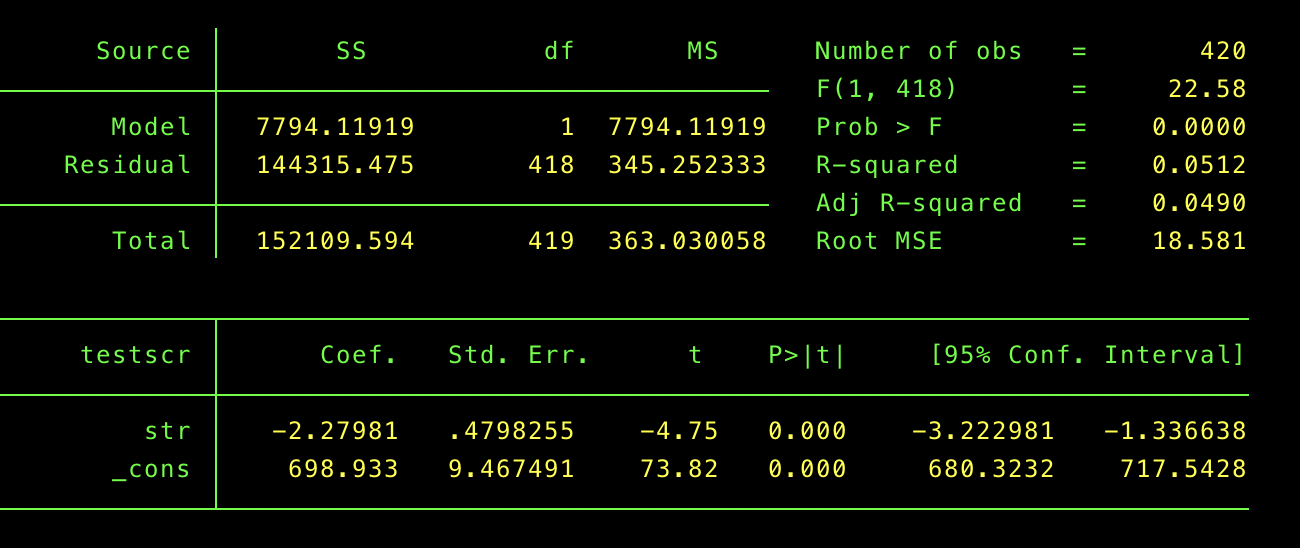 Source SS df MS Number of obs = 420
F(1, 418) = 22.58
Model 7794.11919 1 7794.11919 Prob > F = 0.0000
Residual 144315.475 418 345.252333 R-squared = 0.0512
Adj R-squared = 0.0490
Total 152109.594 419 363.030058 Root MSE = 18.581
testscr Coef. Std. Err. t P>|t| [95% Conf. Interval]
str -2.27981 .4798255 -4.75 0.000 -3.222981 -1.336638
_cons 698.933 9.467491 73.82 0.000 680.3232 717.5428